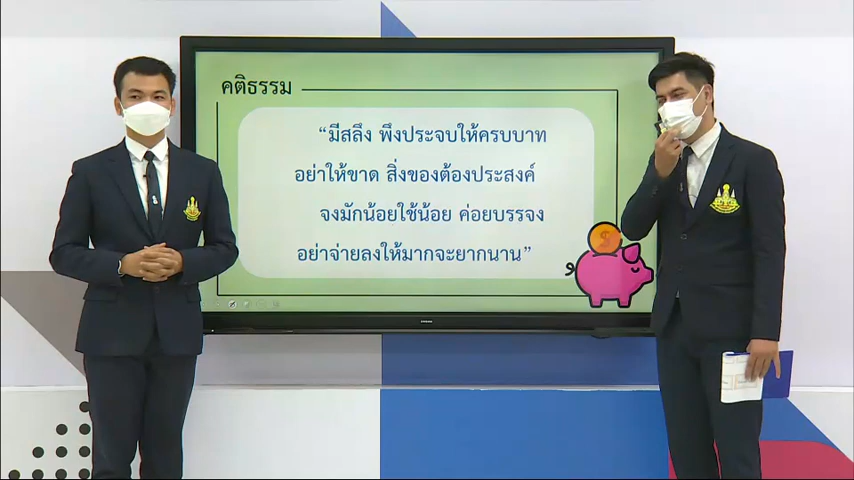 คติธรรม
“มีสลึง พึงประจบให้ครบบาท
อย่าให้ขาด สิ่งของต้องประสงค์
จงมักน้อยใช้น้อย ค่อยบรรจง
อย่าจ่ายลงให้มากจะยากนาน”